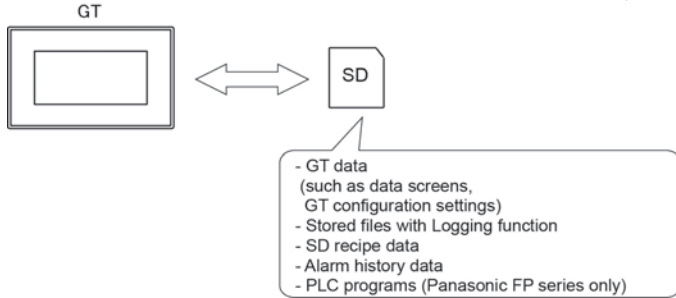 GT
SD
- GT data
(such as data screens,
GT configuration settings)
- Stored files with Logging function
- SD recipe data
- Alarm history data
- PLC programs (Panasonic FP series only)